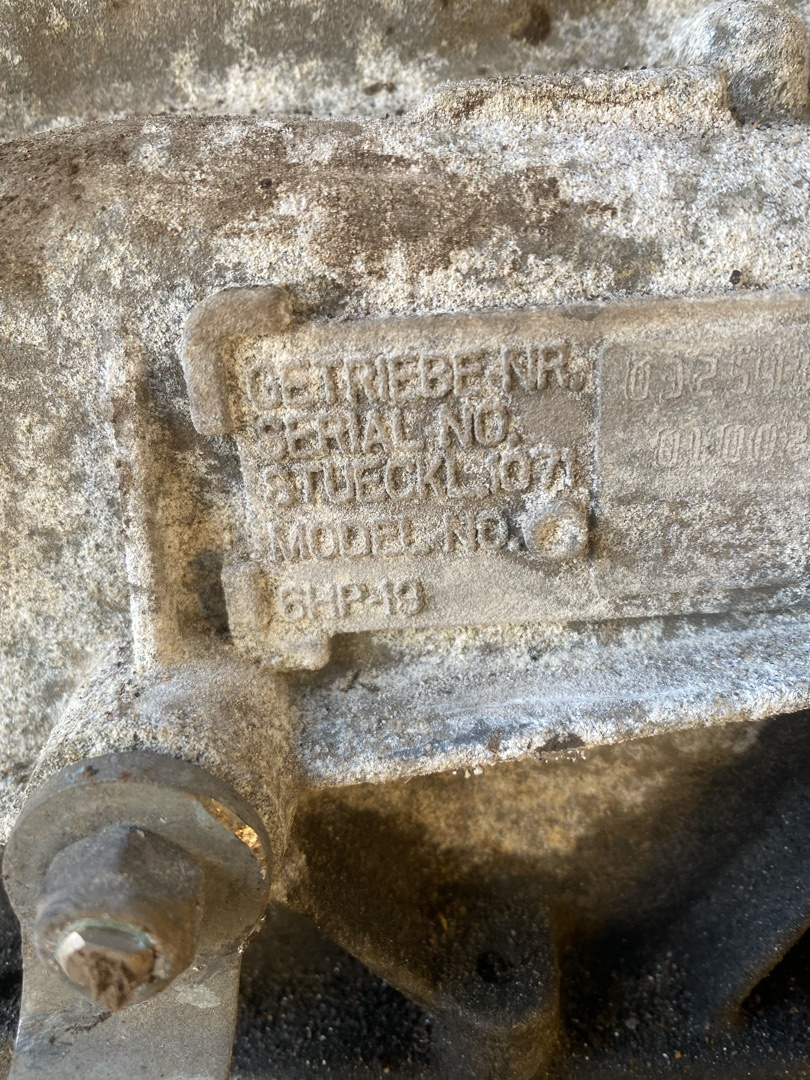 GETRIEBE-NR.
SERIAL NO.
STUECKL.1071
MODEL NO.
6HP-19